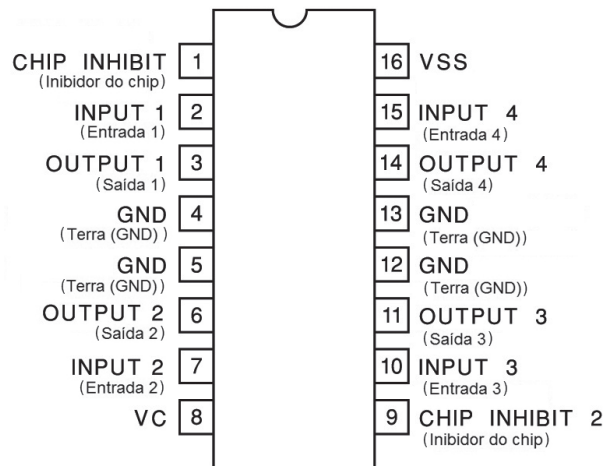 CHIP INHIBIT 1
(Inibidor do chip)
INPUT 1 2
(Entrada 1)
OUTPUT 1 3
(Saída 1)
GND 4
(Terra (GND) )
GND 5
(Terra (GND))
OUTPUT 2 6
(Saída 2)
INPUT 2 7
(Entrada 2)
VC 8
16 VSS
15 INPUT 4
(Entrada 4)
14 OUTPUT 4
(Saída 4)
13 GND
(Terra (GND))
12 GND
(Terra (GND))
11 OUTPUT 3
(Saída 3)
10 INPUT 3
(Entrada 3)
9 CHIP INHIBIT 2
(Inibidor do chip)